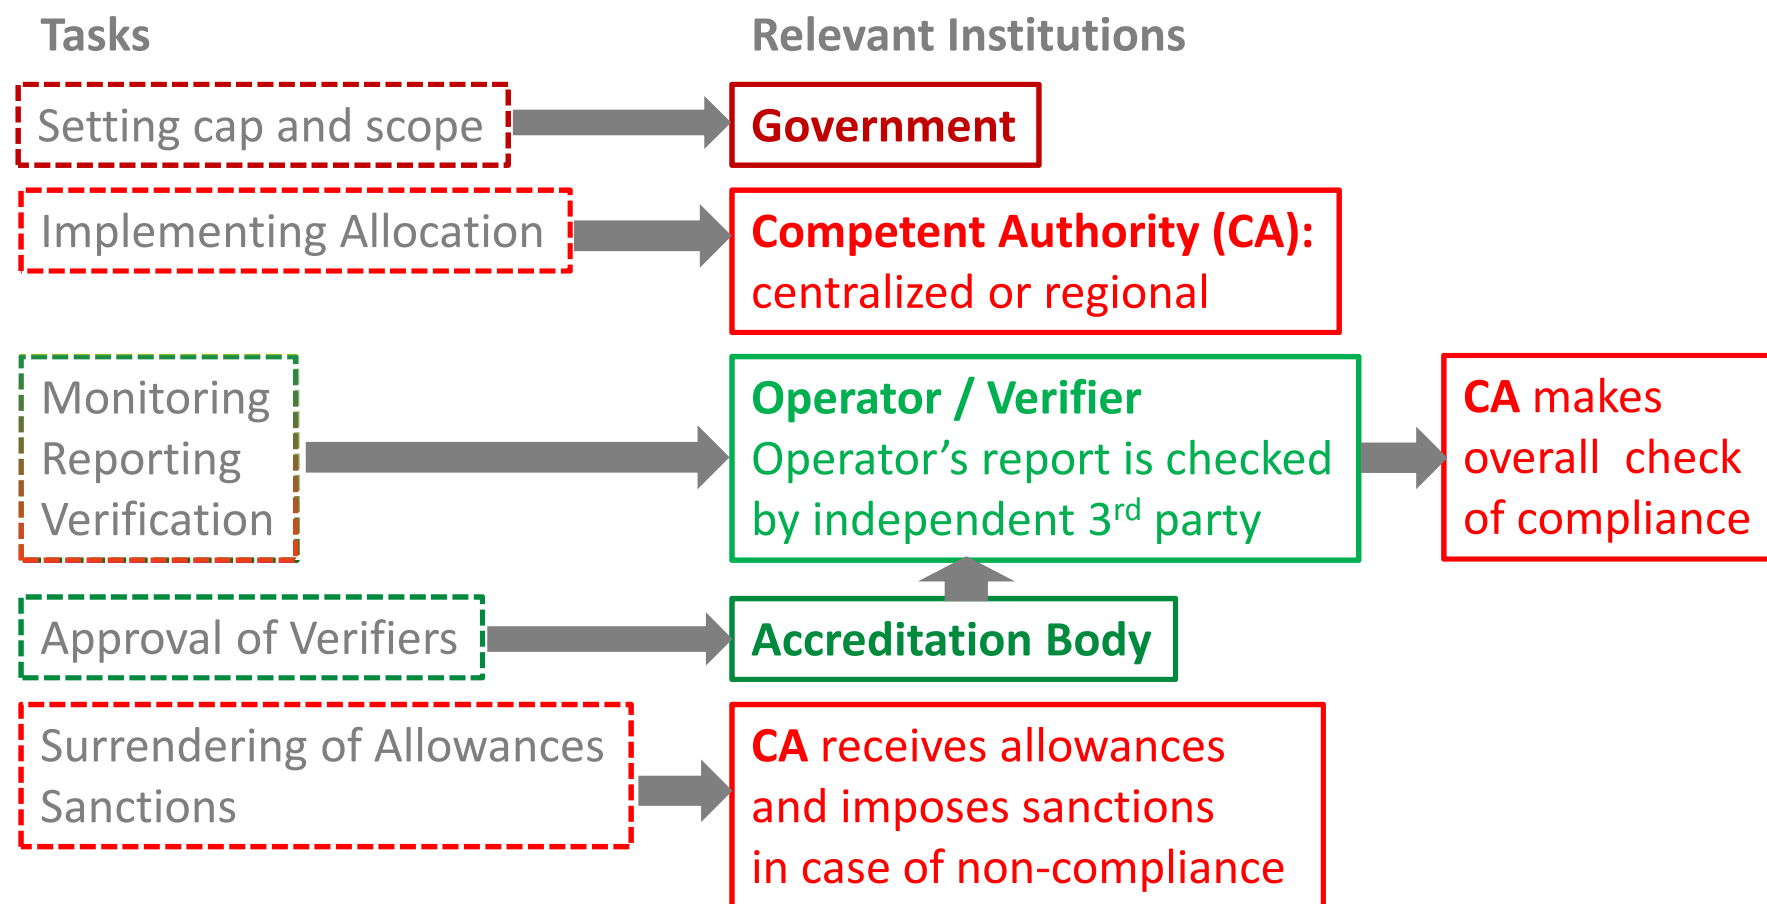 Tasks
Relevant Institutions
Setting cap and scope
Government
Implementing Allocation
Competent Authority (CA):
centralized or regional
Monitoring
Reporting
Verification
Operator / Verifier
Operator’s report is checked
by independent 3rd party
CA makes
overall  check
of compliance
Approval of Verifiers
Accreditation Body
Surrendering of Allowances
Sanctions
CA receives allowances
and imposes sanctions
in case of non-compliance